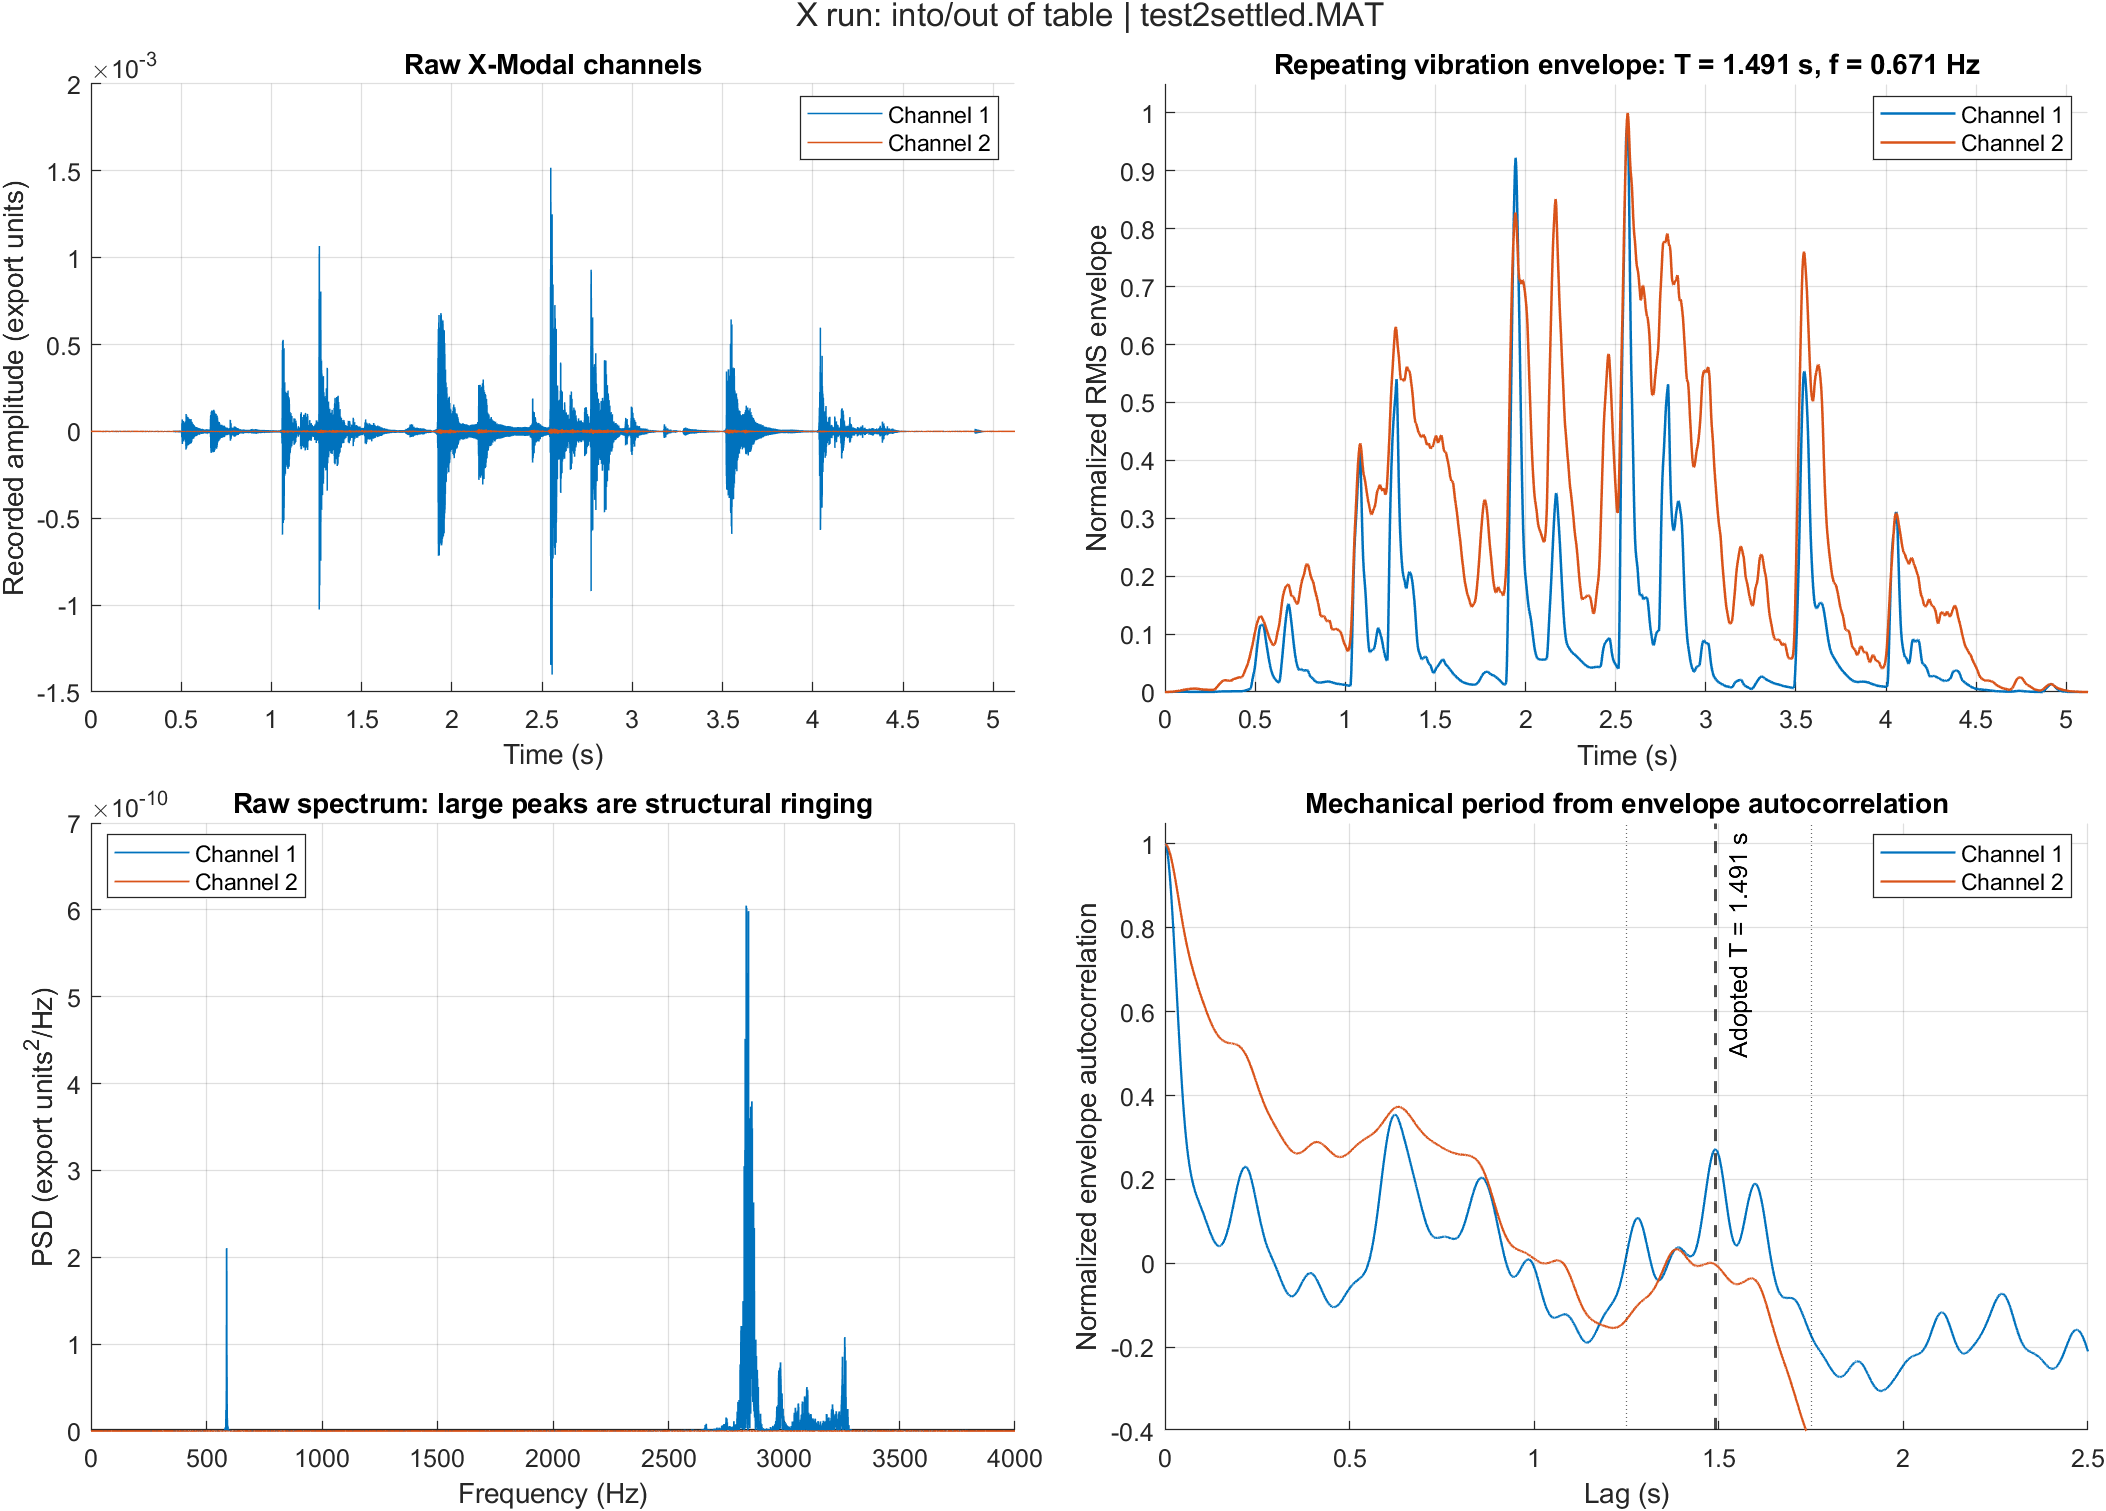 X run: into/out of table | test2settled.MAT
×10-3
Raw X-Modal channels
2
1.5
1
0.5
0
-0.5
-1
-1.5
Recorded amplitude (export units)
Channel 1
Channel 2
0 0.5 1 1.5 2 2.5 3 3.5 4 4.5 5
Time (s)
Repeating vibration envelope: T = 1.491 s, f = 0.671 Hz
1
0.9
0.8
0.7
0.6
0.5
0.4
0.3
0.2
0.1
0
Normalized RMS envelope
Channel 1
Channel 2
0 0.5 1 1.5 2 2.5 3 3.5 4 4.5 5
Time (s)
×10-10
Raw spectrum: large peaks are structural ringing
7
6
5
4
3
2
1
0
PSD (export units2/Hz)
Channel 1
Channel 2
0 500 1000 1500 2000 2500 3000 3500 4000
Frequency (Hz)
Mechanical period from envelope autocorrelation
1
0.8
0.6
0.4
0.2
0
-0.2
-0.4
Normalized envelope autocorrelation
Adopted T = 1.491 s
Channel 1
Channel 2
0 0.5 1 1.5 2 2.5
Lag (s)